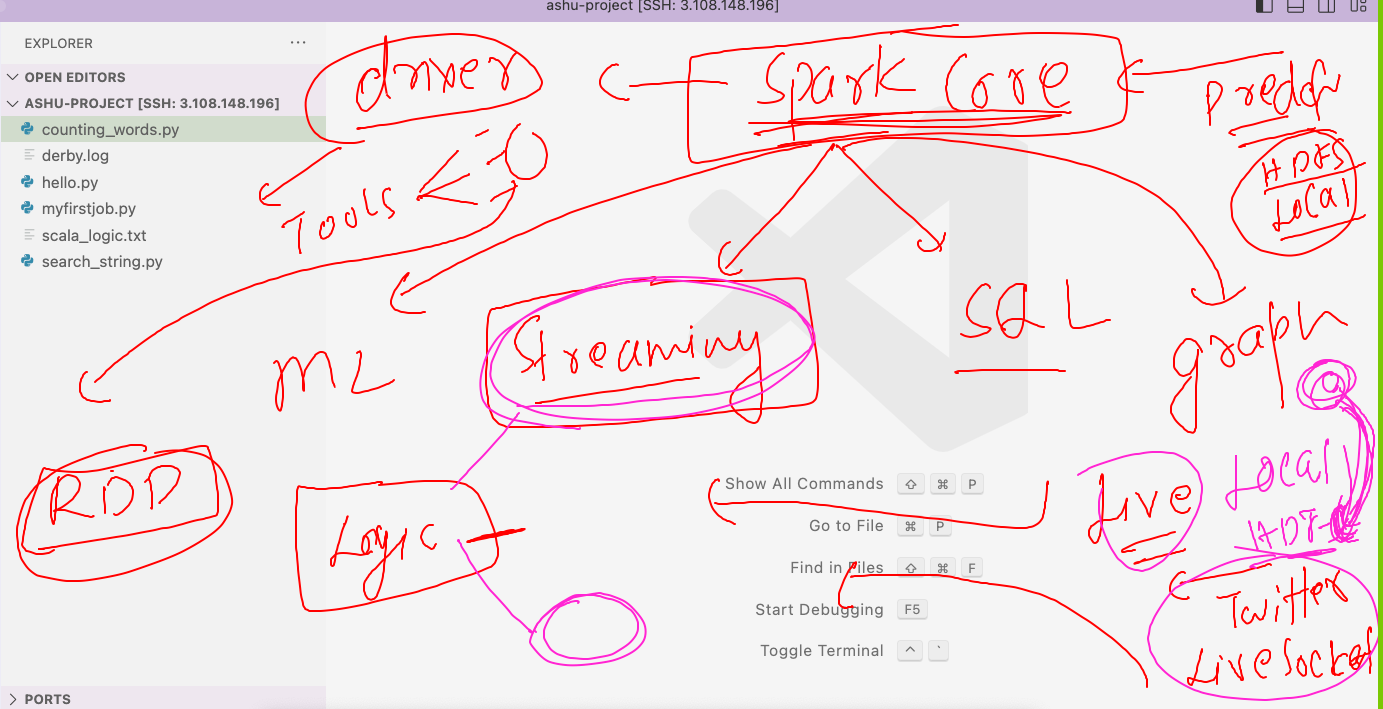 ashu-project [SSH: 3.108.148.196]
EXPLORER ...
OPEN EDITORS
ASHU-PROJECT [SSH: 3.108.148.196]
counting_words.py
derby.log
hello.py
myfirstjob.py
scala_logic.txt
search_string.py
PORTS
driver
Spark Core
HDFS
Local
Tools
ML
Streaming
SQL
graph
RDD
Logic
Live
Local
Twitter
Live Socket
Show All Commands ⇧ ⌘ P
Go to File ⌘ P
Find in Files ⇧ ⌘ F
Start Debugging F5
Toggle Terminal ^ `